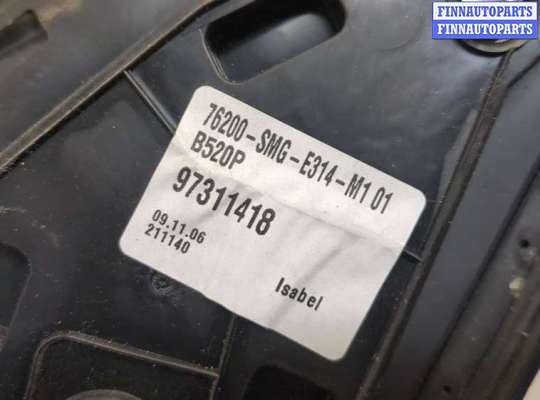 FINNAUTOPARTS
FINNAUTOPARTS
76200-SMG-E314-M1 01
B520P
97311418
09.11.06
211140
Isabel